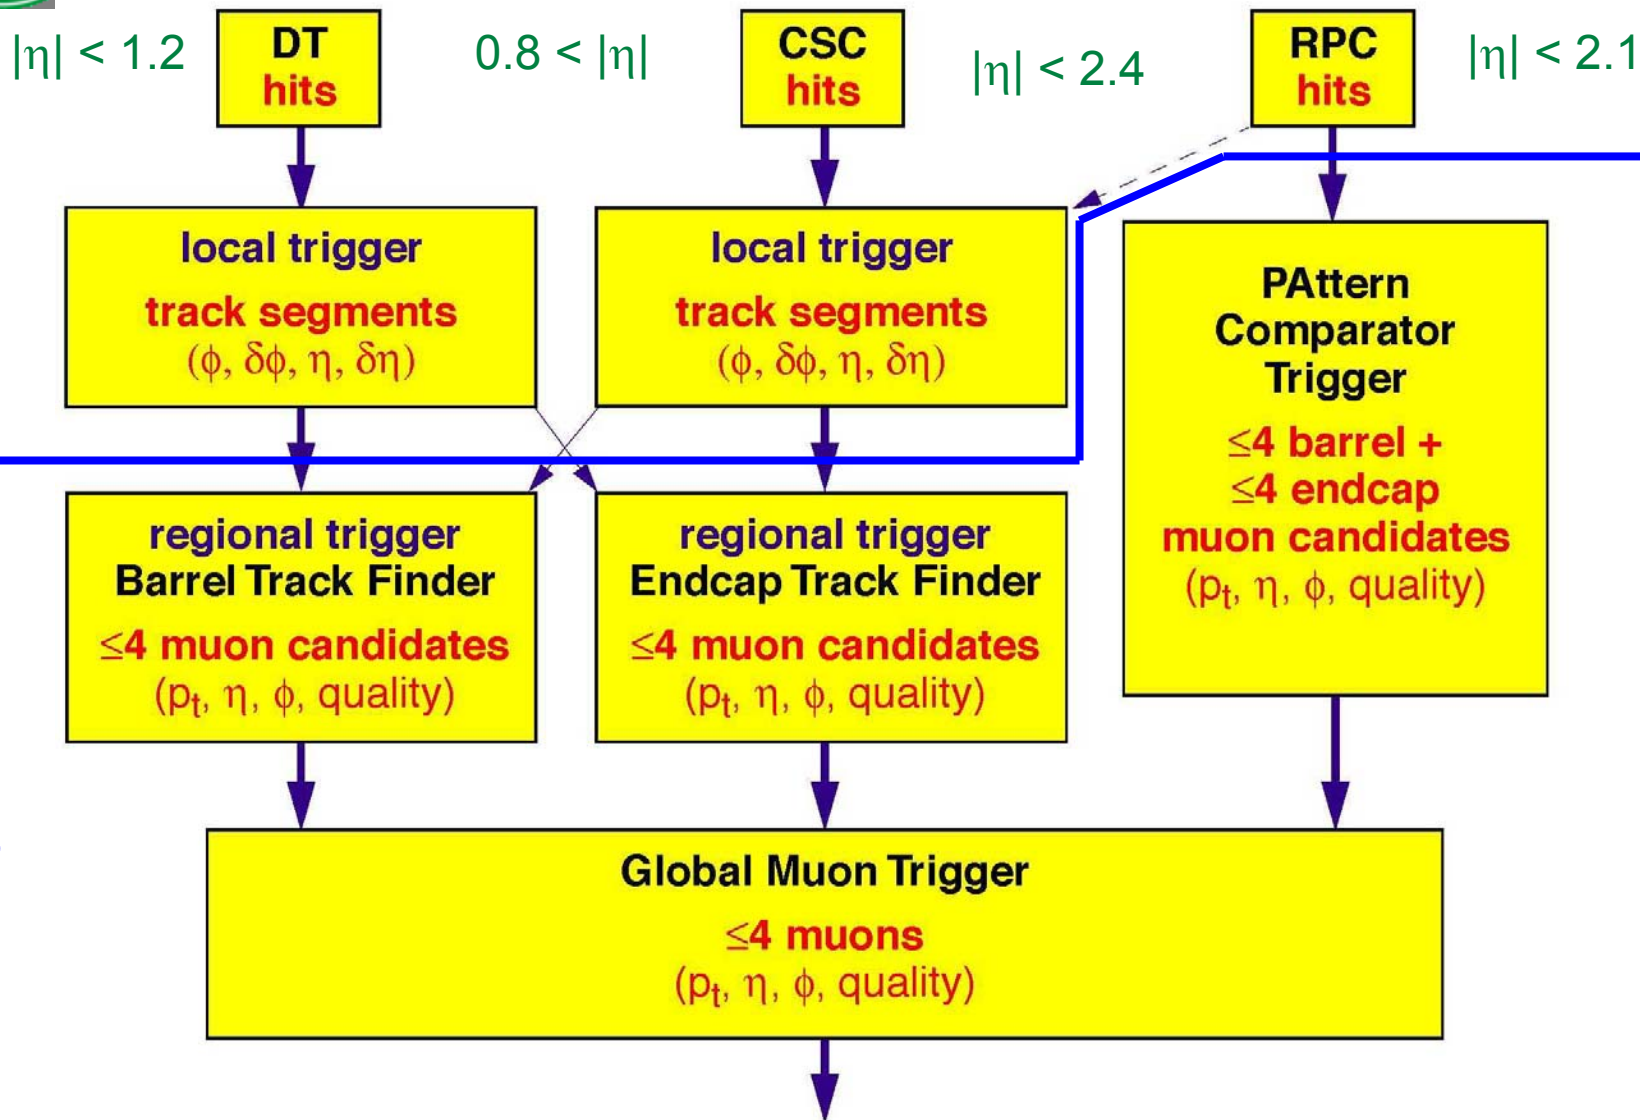 |η| < 1.2
DT
hits
0.8 < |η|
CSC
hits
|η| < 2.4
RPC
hits
|η| < 2.1
local trigger
track segments
(ϕ, δϕ, η, δη)
local trigger
track segments
(ϕ, δϕ, η, δη)
PAttern
Comparator
Trigger
≤4 barrel +
≤4 endcap
muon candidates
(pt, η, ϕ, quality)
regional trigger
Barrel Track Finder
≤4 muon candidates
(pt, η, ϕ, quality)
regional trigger
Endcap Track Finder
≤4 muon candidates
(pt, η, ϕ, quality)
Global Muon Trigger
≤4 muons
(pt, η, ϕ, quality)